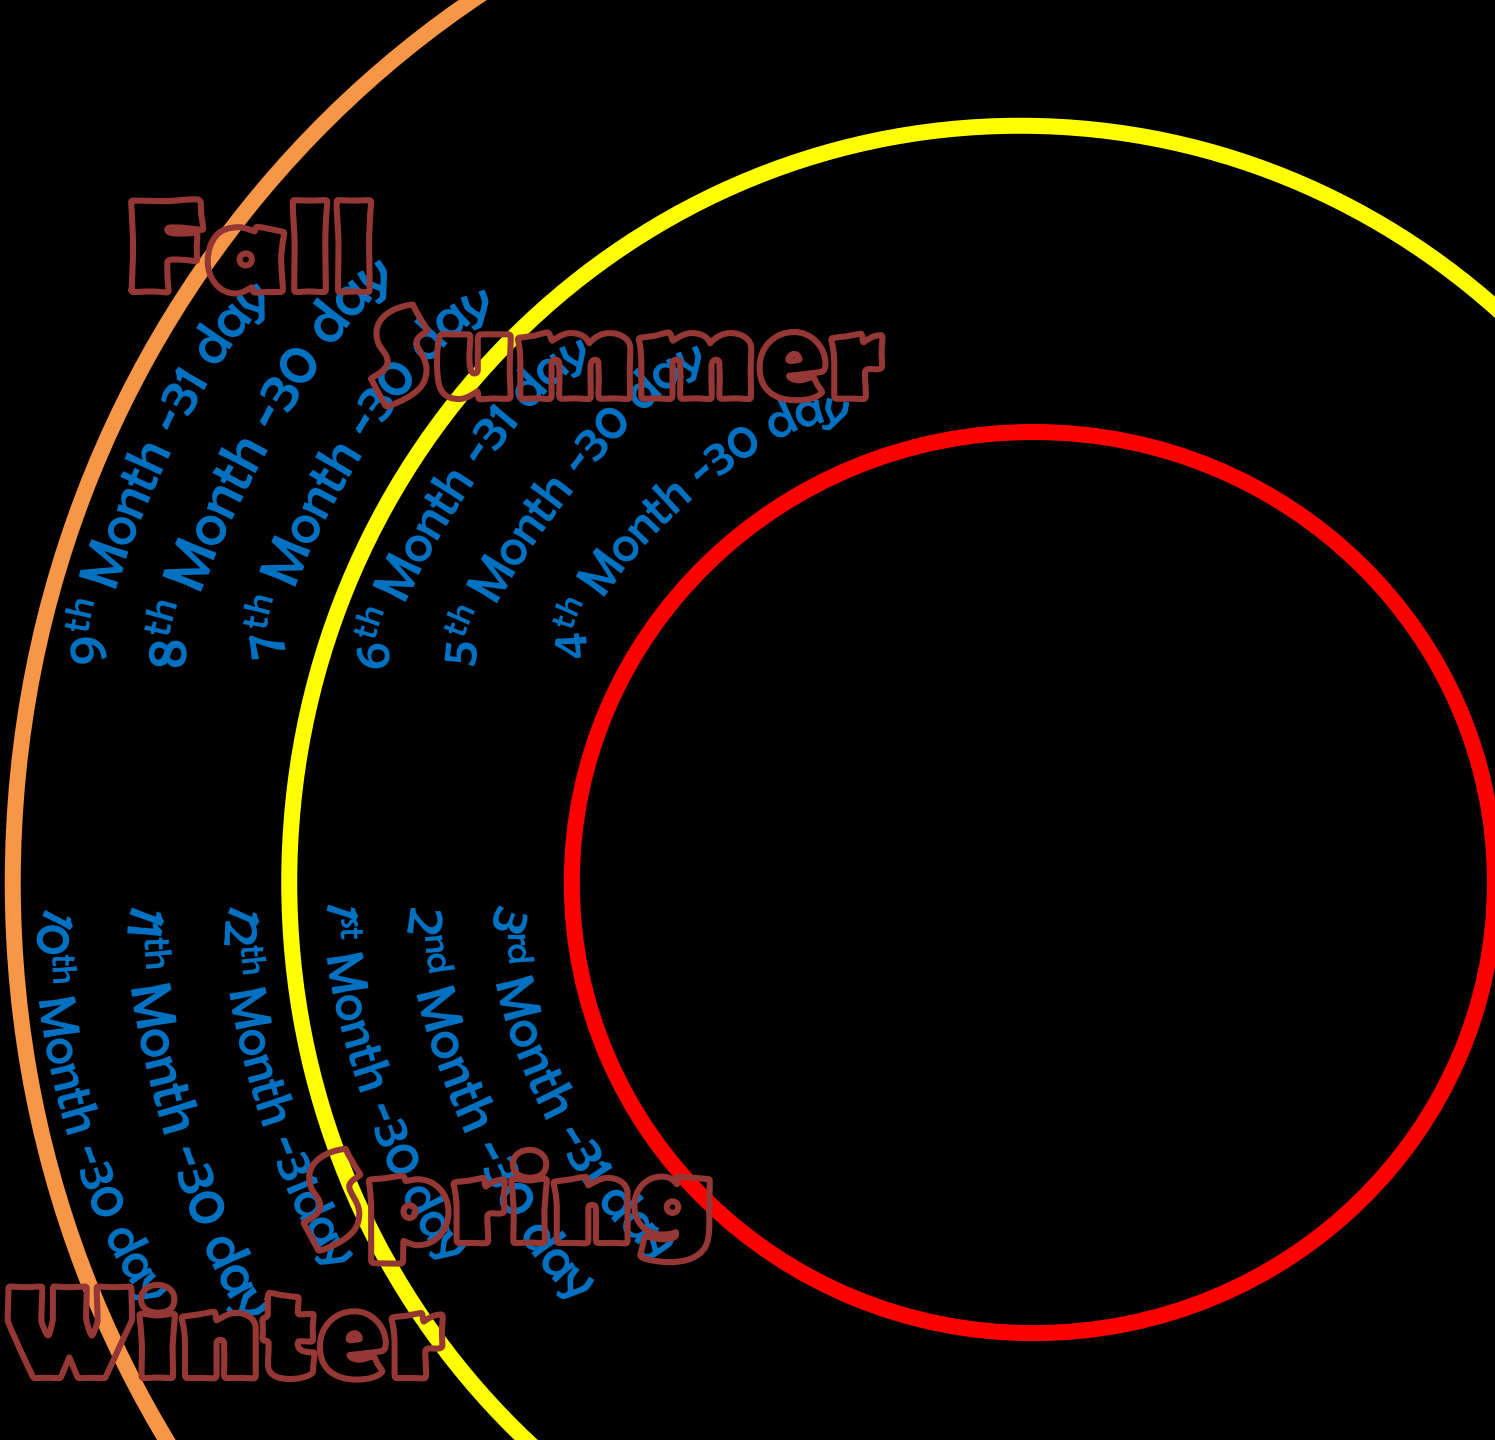 Fall
9th Month -31 day
8th Month -30 day
7th Month -30 day
Summer
6th Month -31 day
5th Month -30 day
4th Month -30 day
10th Month -30 day
11th Month -30 day
12th Month -31day
1st Month -30 day
2nd Month -30 day
3rd Month -31 day
Spring
Winter